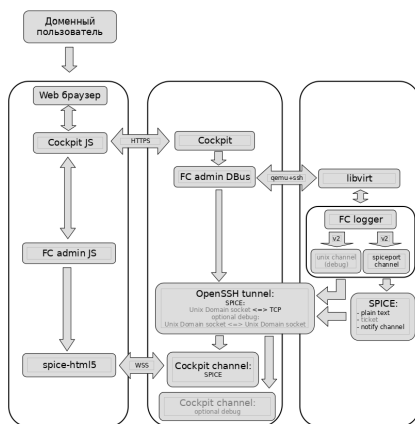 Доменный
пользователь
Web браузер
Cockpit JS
HTTPS
Cockpit
FC admin DBus
qemu+ssh
libvirt
FC logger
v2
v2
unix channel
(debug)
spiceport
channel
FC admin JS
OpenSSH tunnel:
SPICE:
Unix Domain socket <=> TCP
optional debug:
Unix Domain socket <=> Unix Domain socket
SPICE:
- plain text
- ticket
- notify channel
spice-html5
WSS
Cockpit channel:
SPICE
Cockpit channel:
optional debug